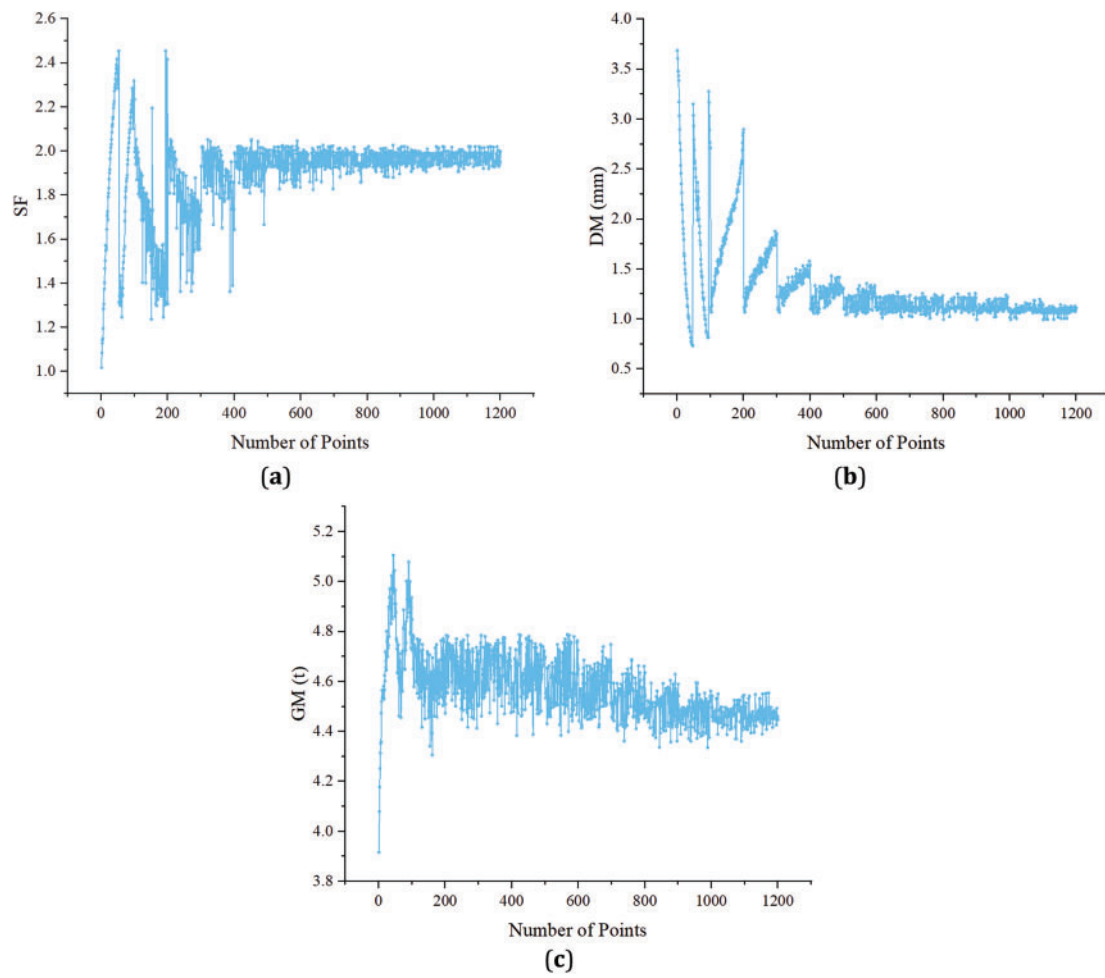 2.6
2.4
2.2
2.0
1.8
1.6
1.4
1.2
1.0
SF
0 200 400 600 800 1000 1200
Number of Points
(a)
4.0
3.5
3.0
2.5
2.0
1.5
1.0
0.5
DM (mm)
0 200 400 600 800 1000 1200
Number of Points
(b)
5.2
5.0
4.8
4.6
4.4
4.2
4.0
3.8
GM (t)
0 200 400 600 800 1000 1200
Number of Points
(c)